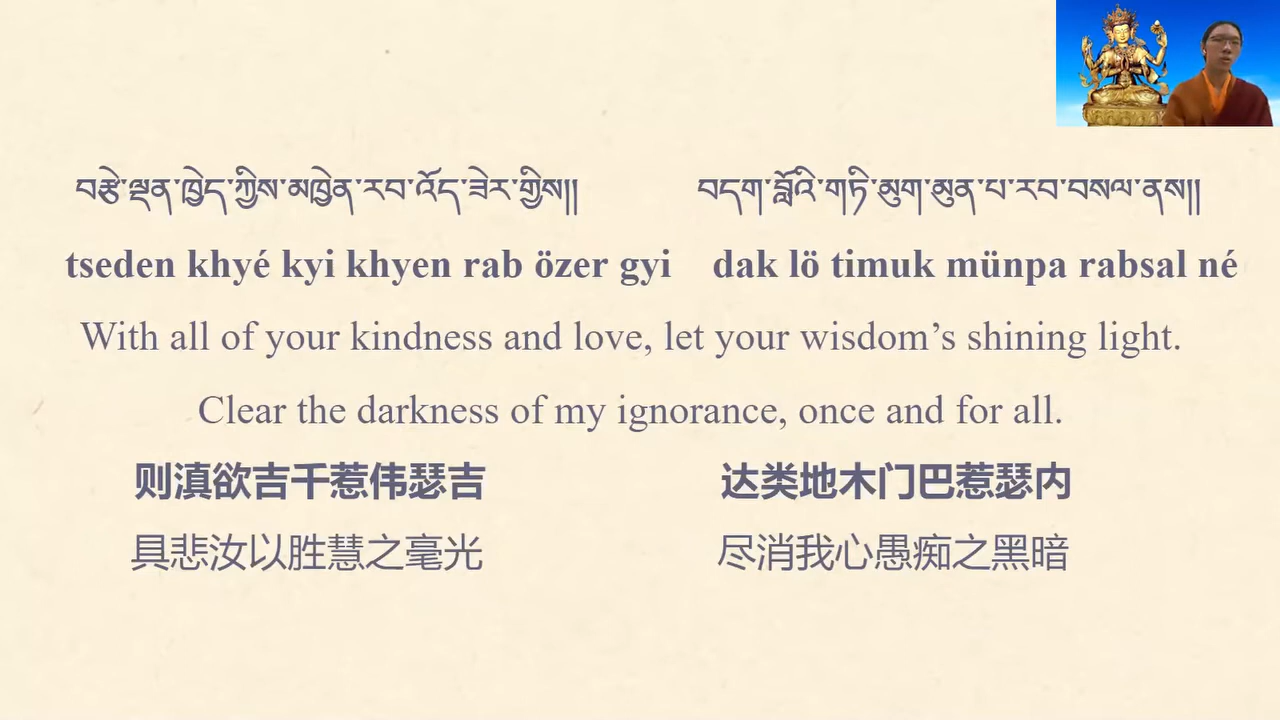 བརྩེ་ལྡན་ཁྱེད་ཀྱིས་མཁྱེན་རབ་འོད་ཟེར་གྱིས།། བདག་བློའི་གཏི་མུག་མུན་པ་རབ་བསལ་ནས།།
tseden khyé kyi khyen rab özer gyi dak lö timuk münpa rabsal né
With all of your kindness and love, let your wisdom’s shining light.
Clear the darkness of my ignorance, once and for all.
则滇欲吉千惹伟瑟吉 达类地木门巴惹瑟内
具悲汝以胜慧之毫光 尽消我心愚痴之黑暗